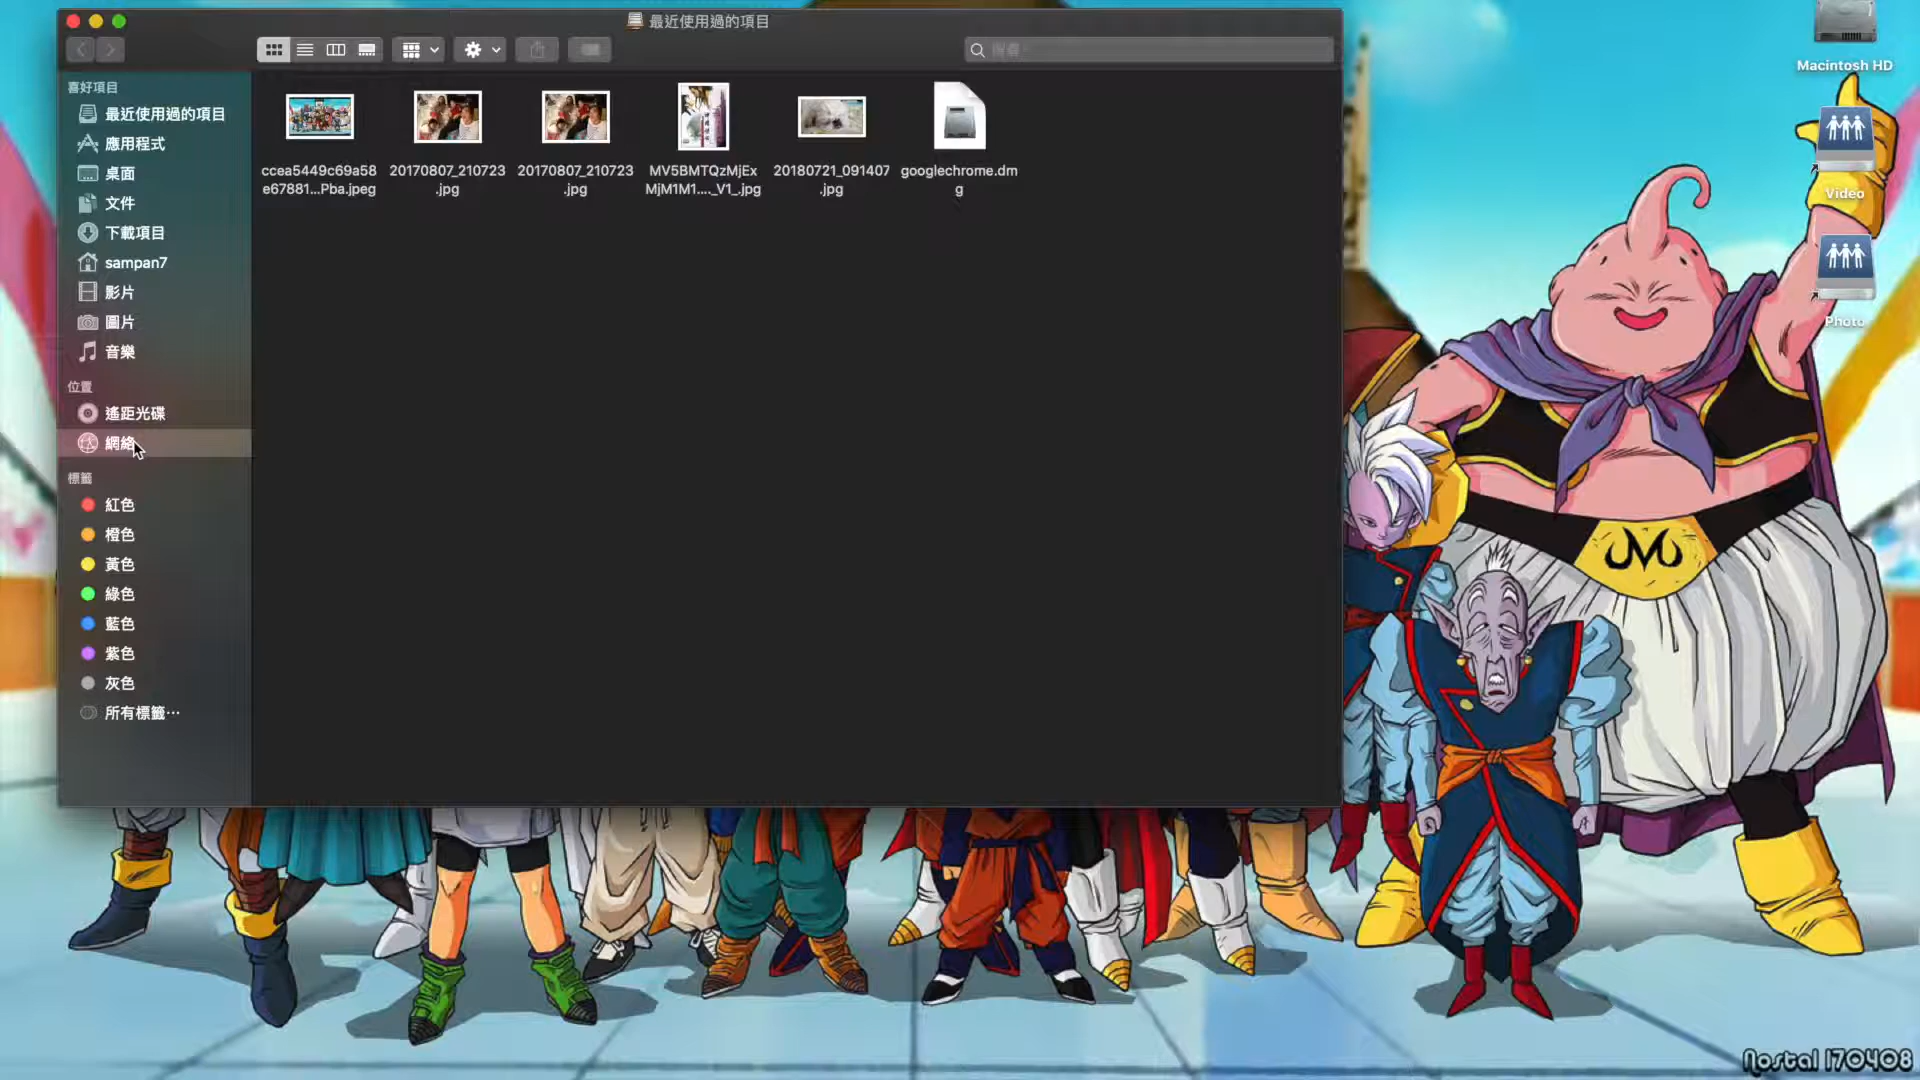 最近使用過的項目
搜尋
喜好項目
最近使用過的項目
應用程式
桌面
文件
下載項目
sampan7
影片
圖片
音樂
位置
遙距光碟
網絡
標籤
紅色
橙色
黃色
綠色
藍色
紫色
灰色
所有標籤…
ccea5449c69a58
e67881...Pba.jpeg
20170807_210723
.jpg
20170807_210723
.jpg
MV5BMTQzMjEx
MjM1M1...._V1_.jpg
20180721_091407
.jpg
googlechrome.dm
g
Macintosh HD
Video
Photo
Nostal 170408